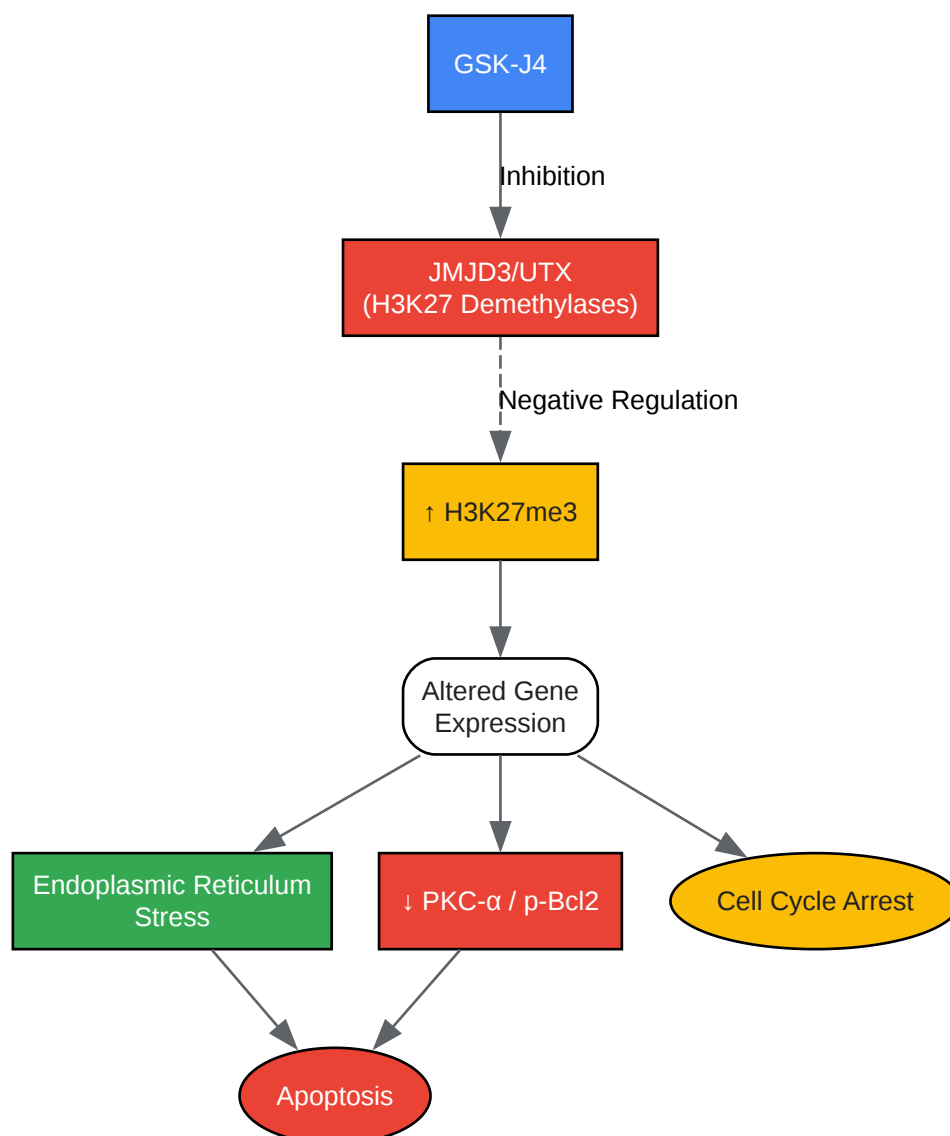 GSK-J4
Inhibition
JMJD3/UTX
(H3K27 Demethylases)
Negative Regulation
↑ H3K27me3
Altered Gene
Expression
Endoplasmic Reticulum
Stress
↓ PKC-α / p-Bcl2
Cell Cycle Arrest
Apoptosis